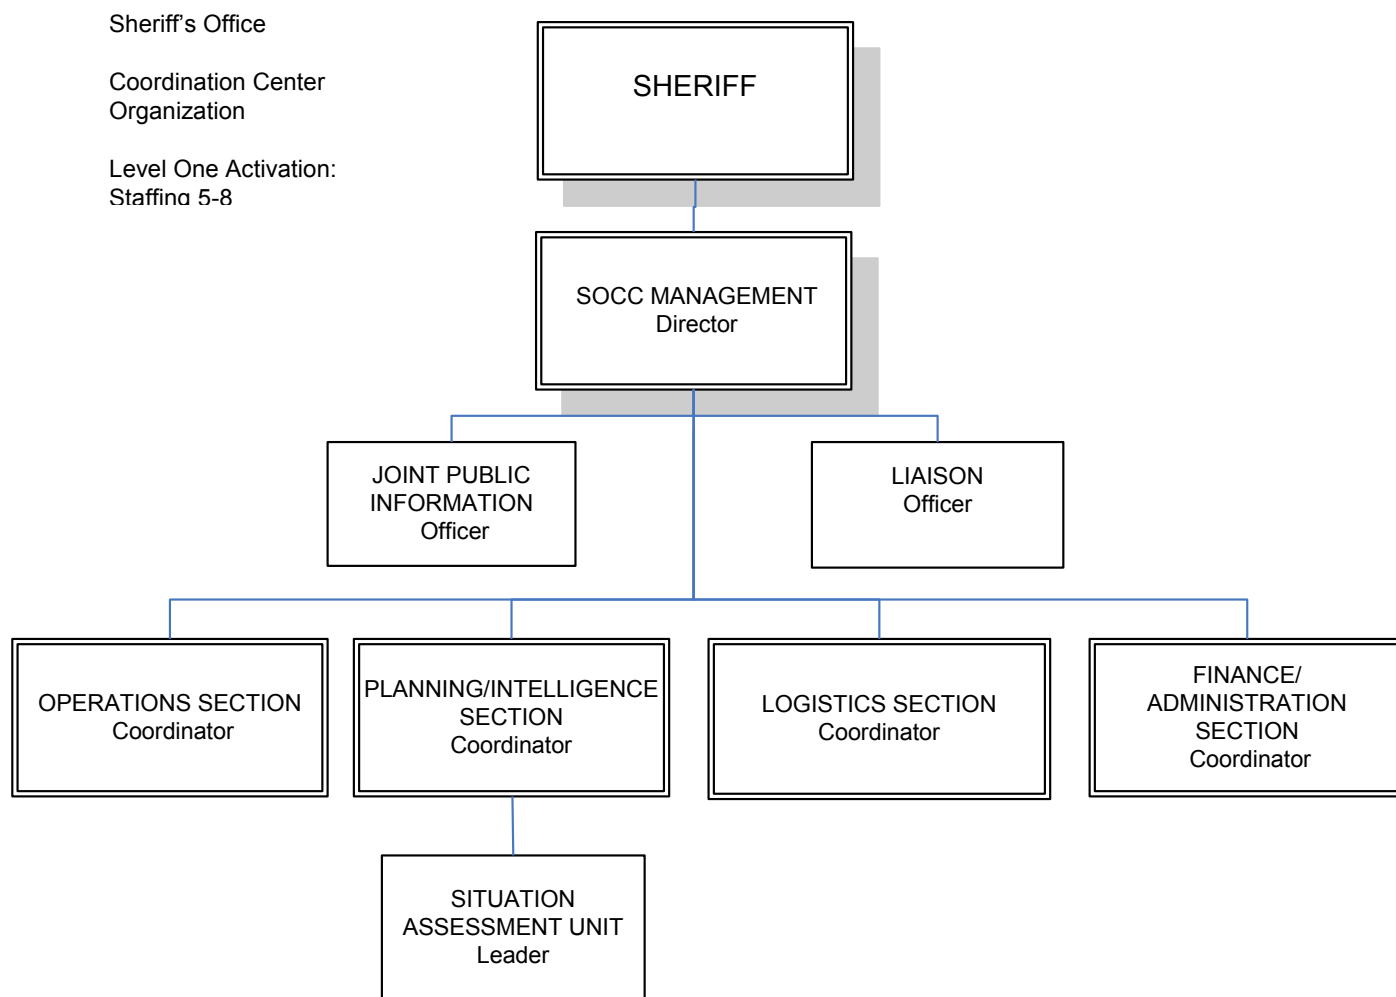 Sheriff’s Office
Coordination Center
Organization
Level One Activation:
Staffing 5-8
SHERIFF
SOCC MANAGEMENT
Director
JOINT PUBLIC
INFORMATION
Officer
LIAISON
Officer
OPERATIONS SECTION
Coordinator
PLANNING/INTELLIGENCE
SECTION
Coordinator
LOGISTICS SECTION
Coordinator
FINANCE/
ADMINISTRATION
SECTION
Coordinator
SITUATION
ASSESSMENT UNIT
Leader